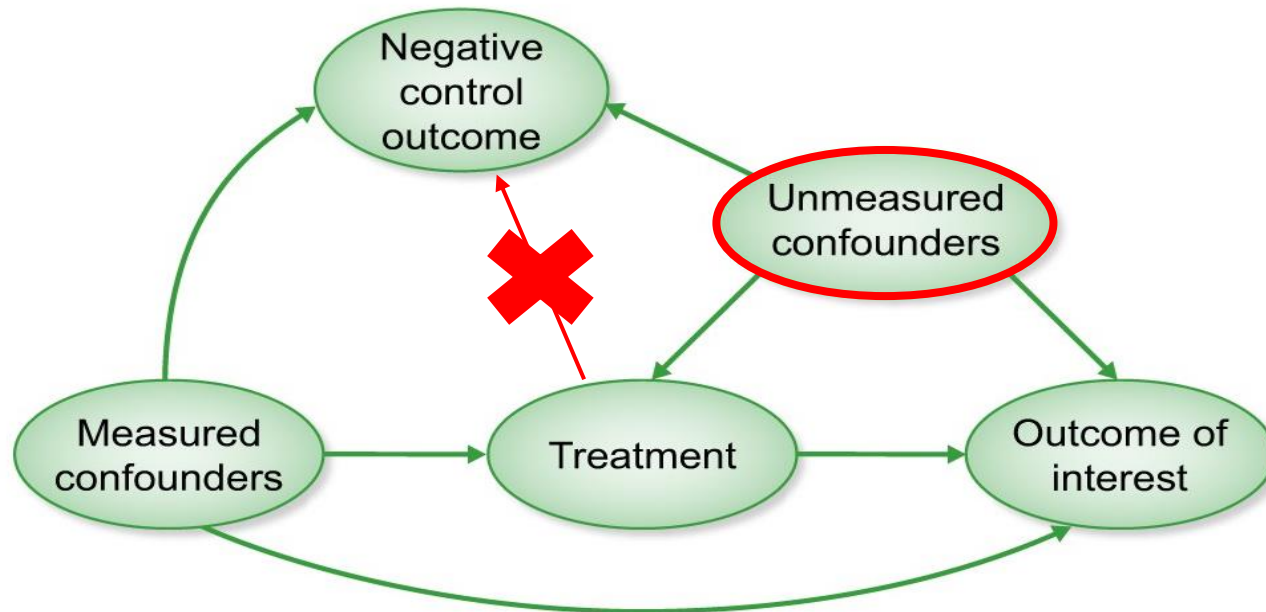 Negative
control
outcome
Unmeasured
confounders
Measured
confounders
Treatment
Outcome of
interest